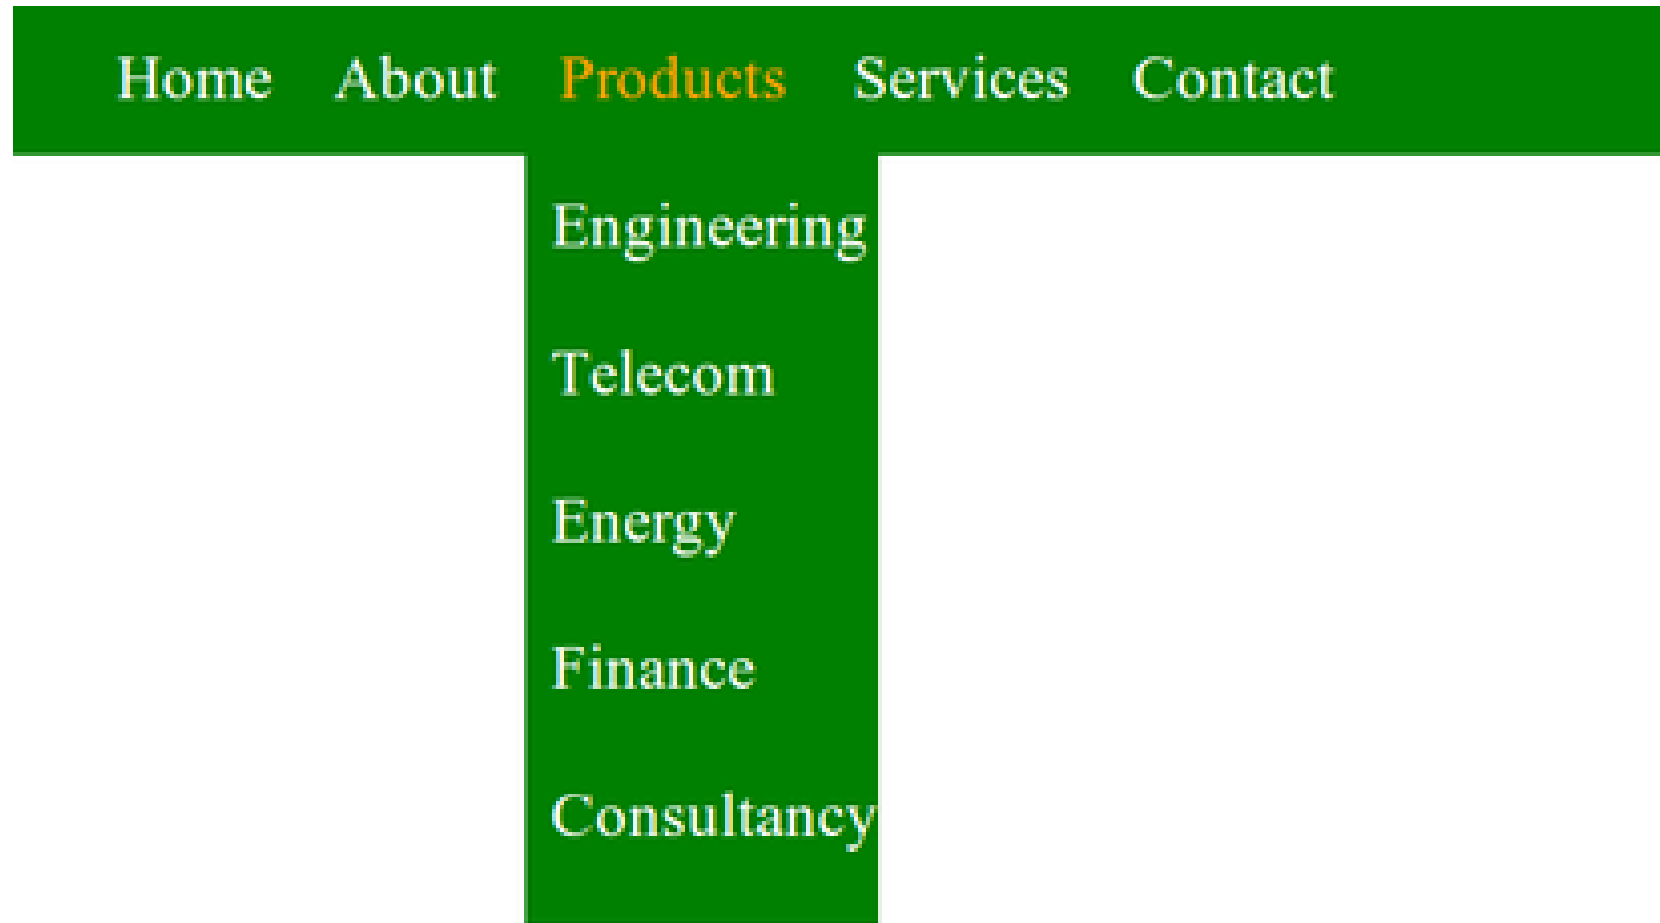 Home About Products Services Contact
Engineering
Telecom
Energy
Finance
Consultancy